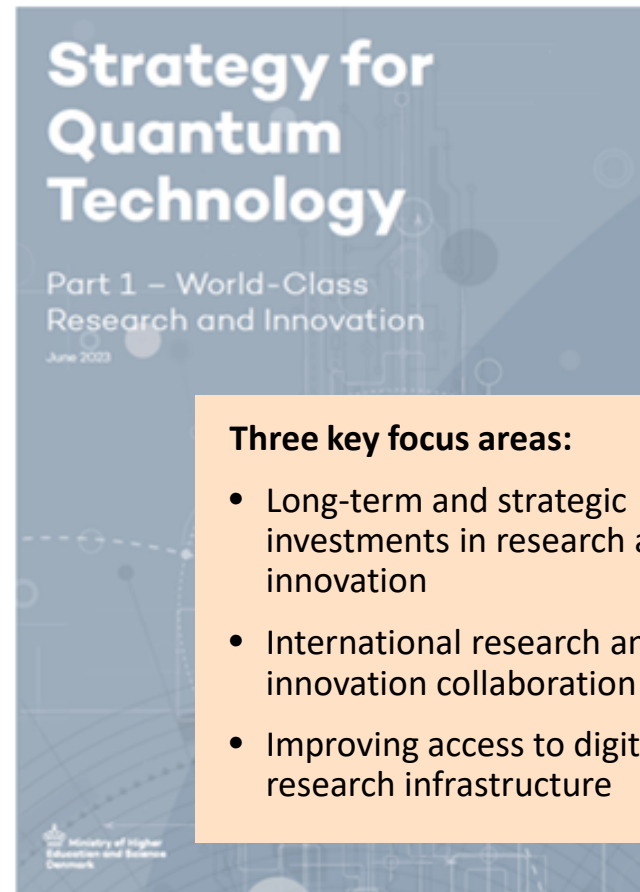 Strategy for
Quantum
Technology
Part 1 – World-Class
Research and Innovation
June 2023
Three key focus areas:
• Long-term and strategic
investments in research a
innovation
• International research an
innovation collaboration
• Improving access to digit
research infrastructure
Ministry of Higher
Education and Science
Denmark